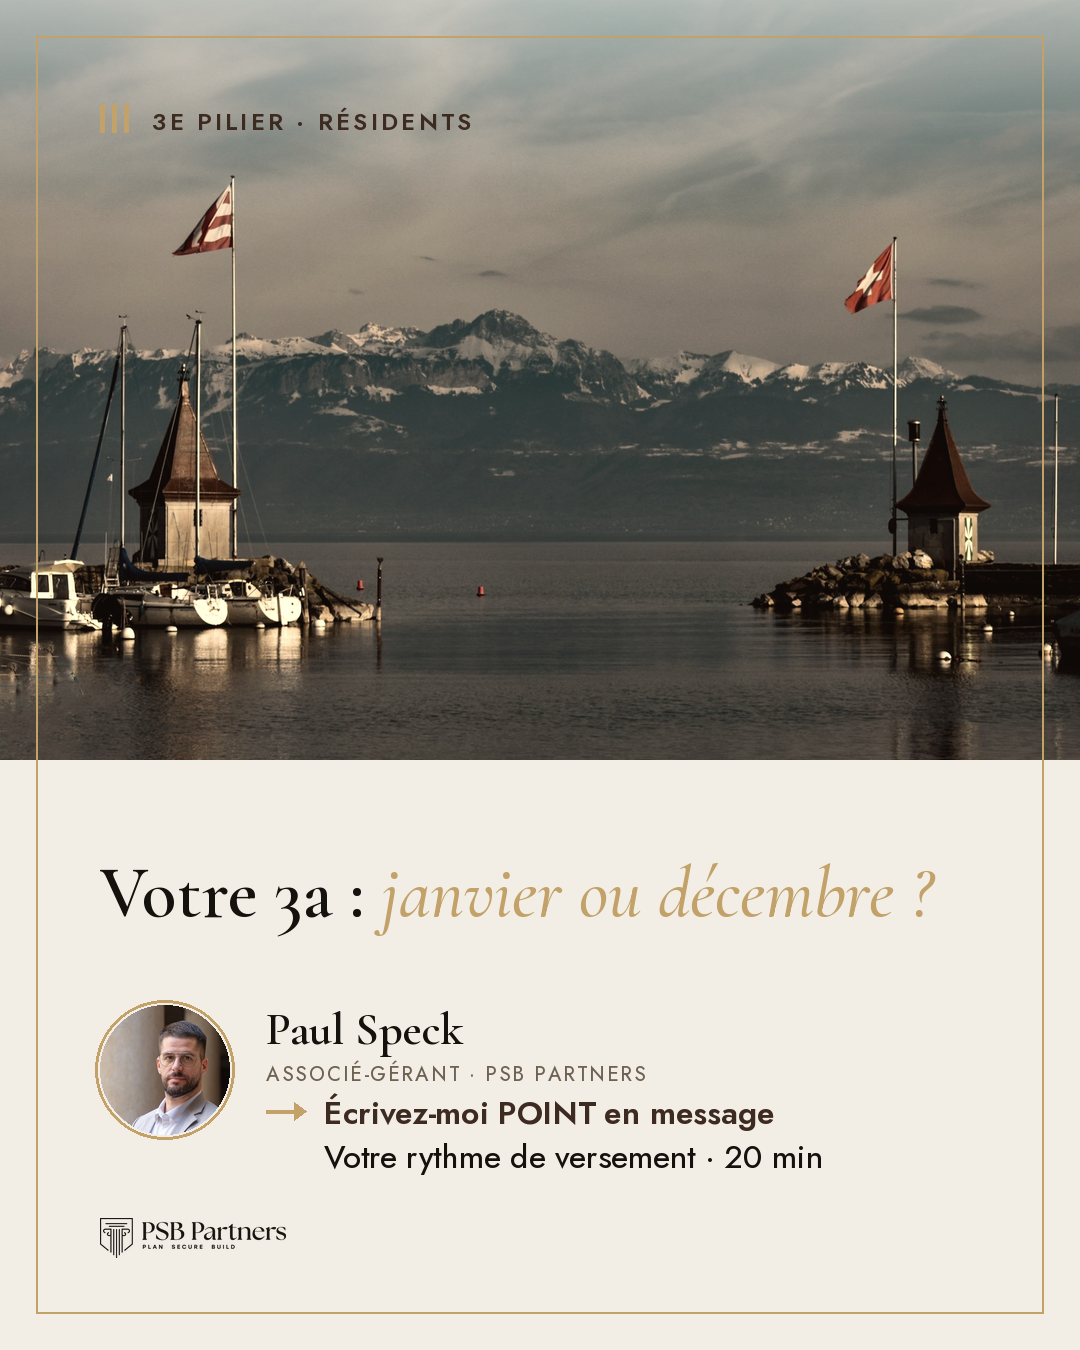 3E PILIER · RÉSIDENTS
Votre 3a : janvier ou décembre ?
Paul Speck
ASSOCIÉ-GÉRANT · PSB PARTNERS
Écrivez-moi POINT en message
Votre rythme de versement · 20 min
PSB Partners
PLAN SECURE BUILD